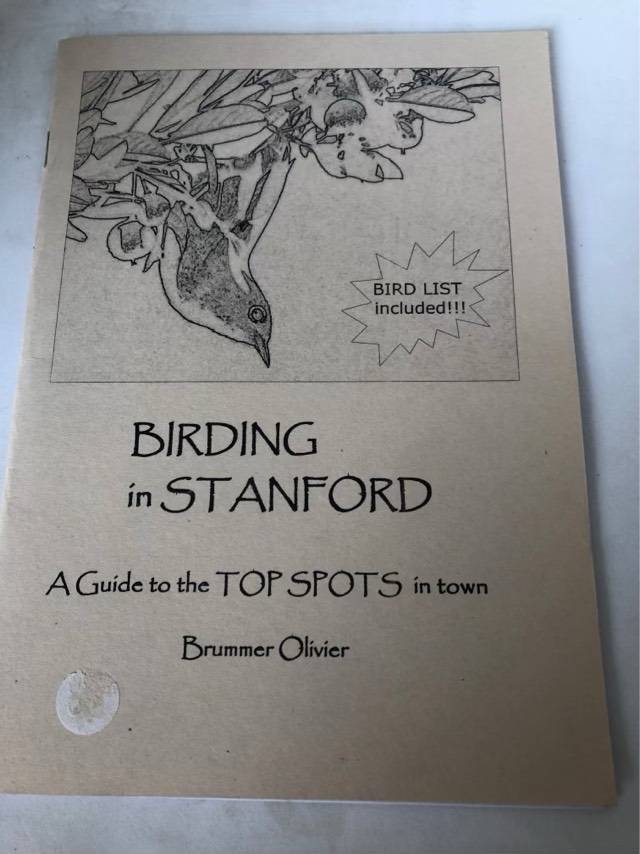 BIRD LIST
included!!!
BIRDING
in STANFORD
A Guide to the TOP SPOTS in town
Brummer Olivier